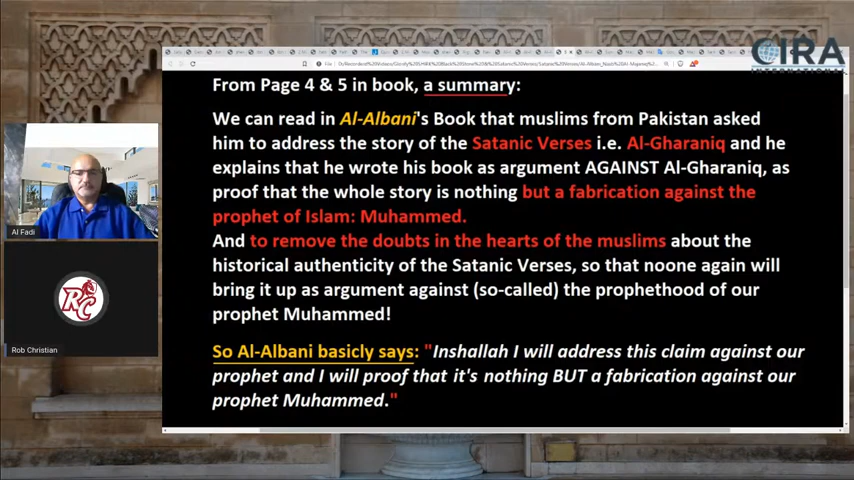 CIRA
INTERNATIONAL
From Page 4 & 5 in book, a summary:
We can read in Al-Albani's Book that muslims from Pakistan asked
him to address the story of the Satanic Verses i.e. Al-Gharaniq and he
explains that he wrote his book as argument AGAINST Al-Gharaniq, as
proof that the whole story is nothing but a fabrication against the
prophet of Islam: Muhammed.
And to remove the doubts in the hearts of the muslims about the
historical authenticity of the Satanic Verses, so that noone again will
bring it up as argument against (so-called) the prophethood of our
prophet Muhammed!
So Al-Albani basicly says: "Inshallah I will address this claim against our
prophet and I will proof that it's nothing BUT a fabrication against our
prophet Muhammed."
Al Fadi
RC
Rob Christian